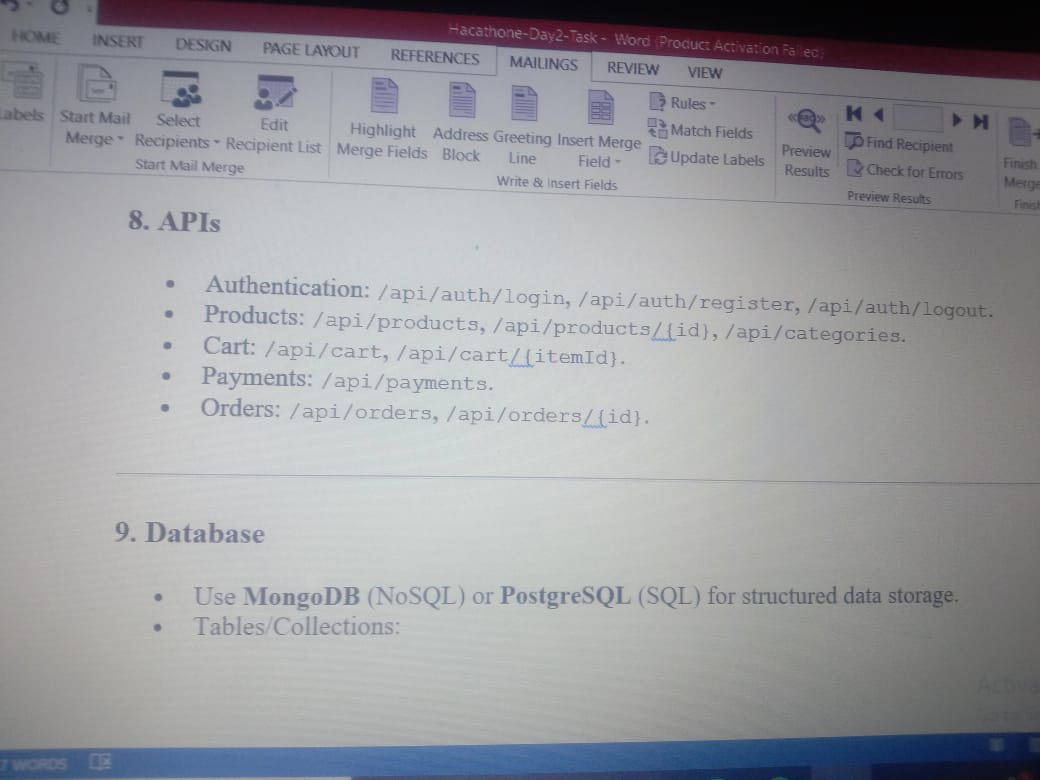 Hacathone-Day2-Task - Word (Product Activation Failed)
HOME INSERT DESIGN PAGE LAYOUT REFERENCES MAILINGS REVIEW VIEW
Labels
Start Mail
Merge
Select
Recipients
Edit
Recipient List
Start Mail Merge
Highlight
Merge Fields
Address
Block
Greeting
Line
Insert Merge
Field
Rules
Match Fields
Update Labels
Write & Insert Fields
Preview
Results
Find Recipient
Check for Errors
Preview Results
Finish
Merge
Finish
8. APIs
• Authentication: /api/auth/login, /api/auth/register, /api/auth/logout.
• Products: /api/products, /api/products/{id}, /api/categories.
• Cart: /api/cart, /api/cart/{itemId}.
• Payments: /api/payments.
• Orders: /api/orders, /api/orders/{id}.
9. Database
• Use MongoDB (NoSQL) or PostgreSQL (SQL) for structured data storage.
• Tables/Collections:
7 WORDS